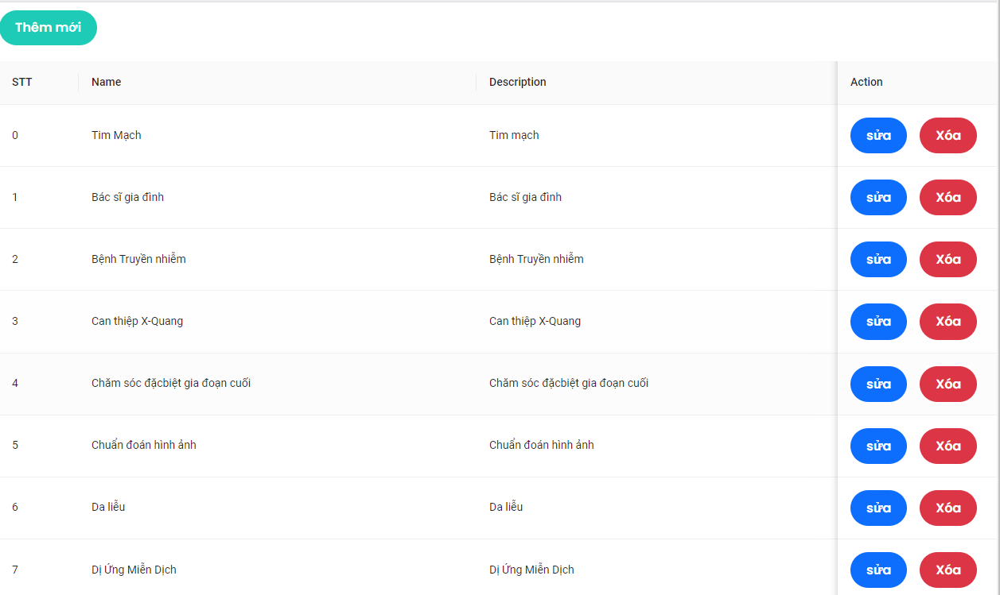 Thêm mới
STT Name Description Action
0 Tim Mạch Tim mạch sửa Xóa
1 Bác sĩ gia đình Bác sĩ gia đình sửa Xóa
2 Bệnh Truyền nhiễm Bệnh Truyền nhiễm sửa Xóa
3 Can thiệp X-Quang Can thiệp X-Quang sửa Xóa
4 Chăm sóc đặcbiệt gia đoạn cuối Chăm sóc đặcbiệt gia đoạn cuối sửa Xóa
5 Chuẩn đoán hình ảnh Chuẩn đoán hình ảnh sửa Xóa
6 Da liễu Da liễu sửa Xóa
7 Dị Ứng Miễn Dịch Dị Ứng Miễn Dịch sửa Xóa